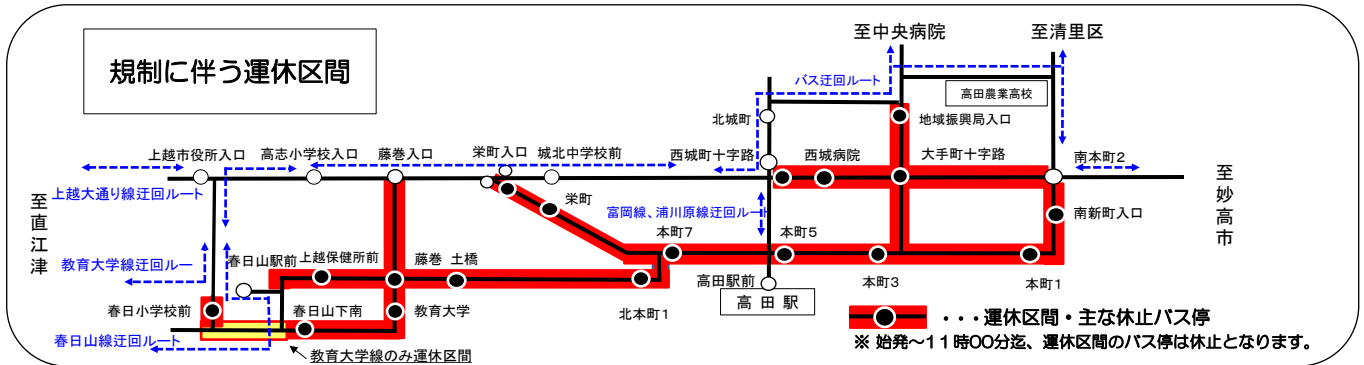 規制に伴う運休区間
至中央病院
至清里区
バス迂回ルート
高田農業高校
北城町
地域振興局入口
上越市役所入口
高志小学校入口
藤巻入口
栄町入口
城北中学校前
西城町十字路
西城病院
大手町十字路
南本町2
至直江津
上越大通り線迂回ルート
栄町
富岡線、浦川原線迂回ルート
南新町入口
至妙高市
教育大学線迂回ルー
春日山駅前
上越保健所前
藤巻
土橋
本町7
本町5
本町3
本町1
高田駅前
高田駅
春日小学校前
春日山下南
教育大学
北本町1
春日山線迂回ルート
教育大学線のみ運休区間
・・・運休区間・主な休止バス停
※ 始発～11時00分迄、運休区間のバス停は休止となります。